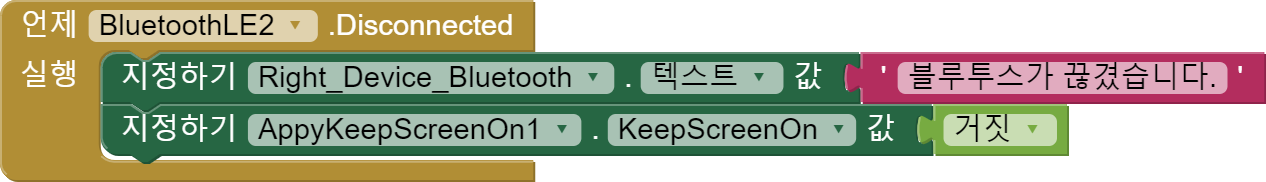 언제 BluetoothLE2 .Disconnected
실행 지정하기 Right_Device_Bluetooth . 텍스트 값 ' 블루투스가 끊겼습니다. '
지정하기 AppyKeepScreenOn1 . KeepScreenOn 값 거짓